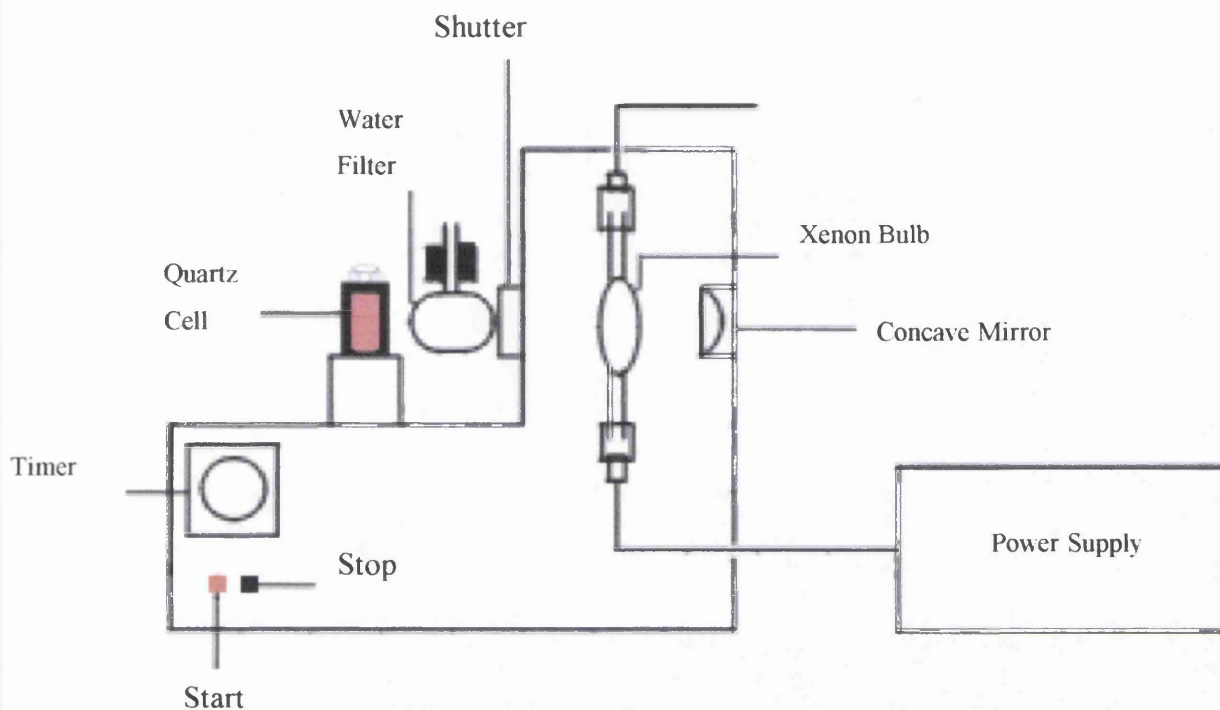 Shutter
Water
Filter
Xenon Bulb
Quartz
Cell
Concave Mirror
Timer
Power Supply
Stop
Start